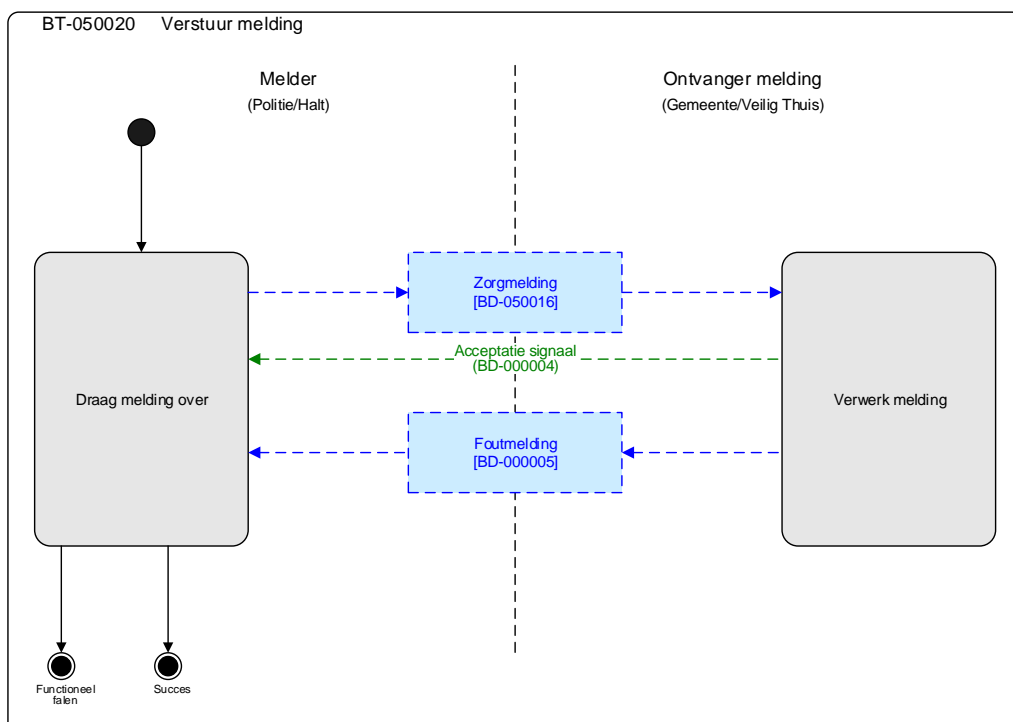 BT-050020 Verstuur melding
Melder
(Politie/Halt)
Ontvanger melding
(Gemeente/Veilig Thuis)
Zorgmelding
[BD-050016]
Acceptatie signaal
(BD-000004)
Draag melding over
Verwerk melding
Foutmelding
[BD-000005]
Functioneel
falen
Succes